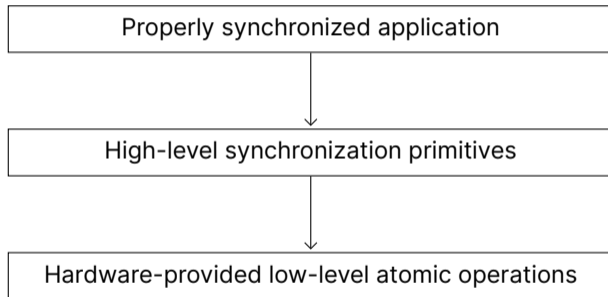 Properly synchronized application
High-level synchronization primitives
Hardware-provided low-level atomic operations